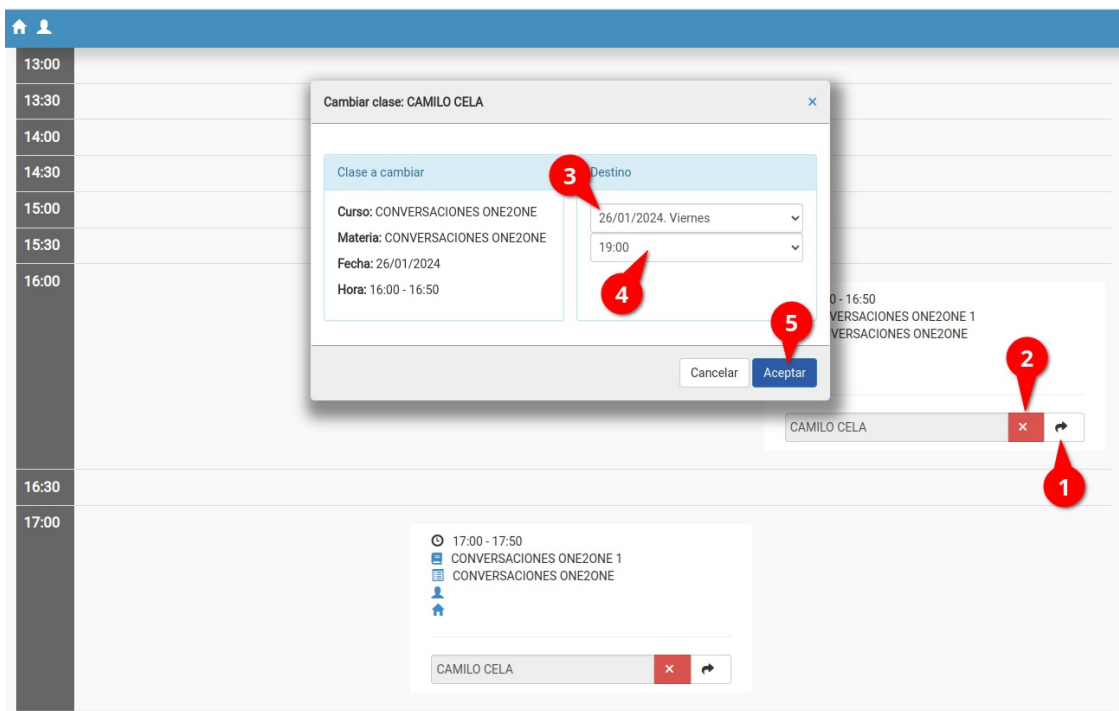 13:00
13:30
14:00
14:30
15:00
15:30
16:00
16:30
17:00
Cambiar clase: CAMILO CELA ×
Clase a cambiar
Curso: CONVERSACIONES ONE2ONE
Materia: CONVERSACIONES ONE2ONE
Fecha: 26/01/2024
Hora: 16:00 - 16:50
3
Destino
26/01/2024. Viernes
19:00
4
5
Cancelar Aceptar
0 - 16:50
VERSACIONES ONE2ONE 1
VERSACIONES ONE2ONE
2
CAMILO CELA ×
1
17:00 - 17:50
CONVERSACIONES ONE2ONE 1
CONVERSACIONES ONE2ONE
CAMILO CELA ×